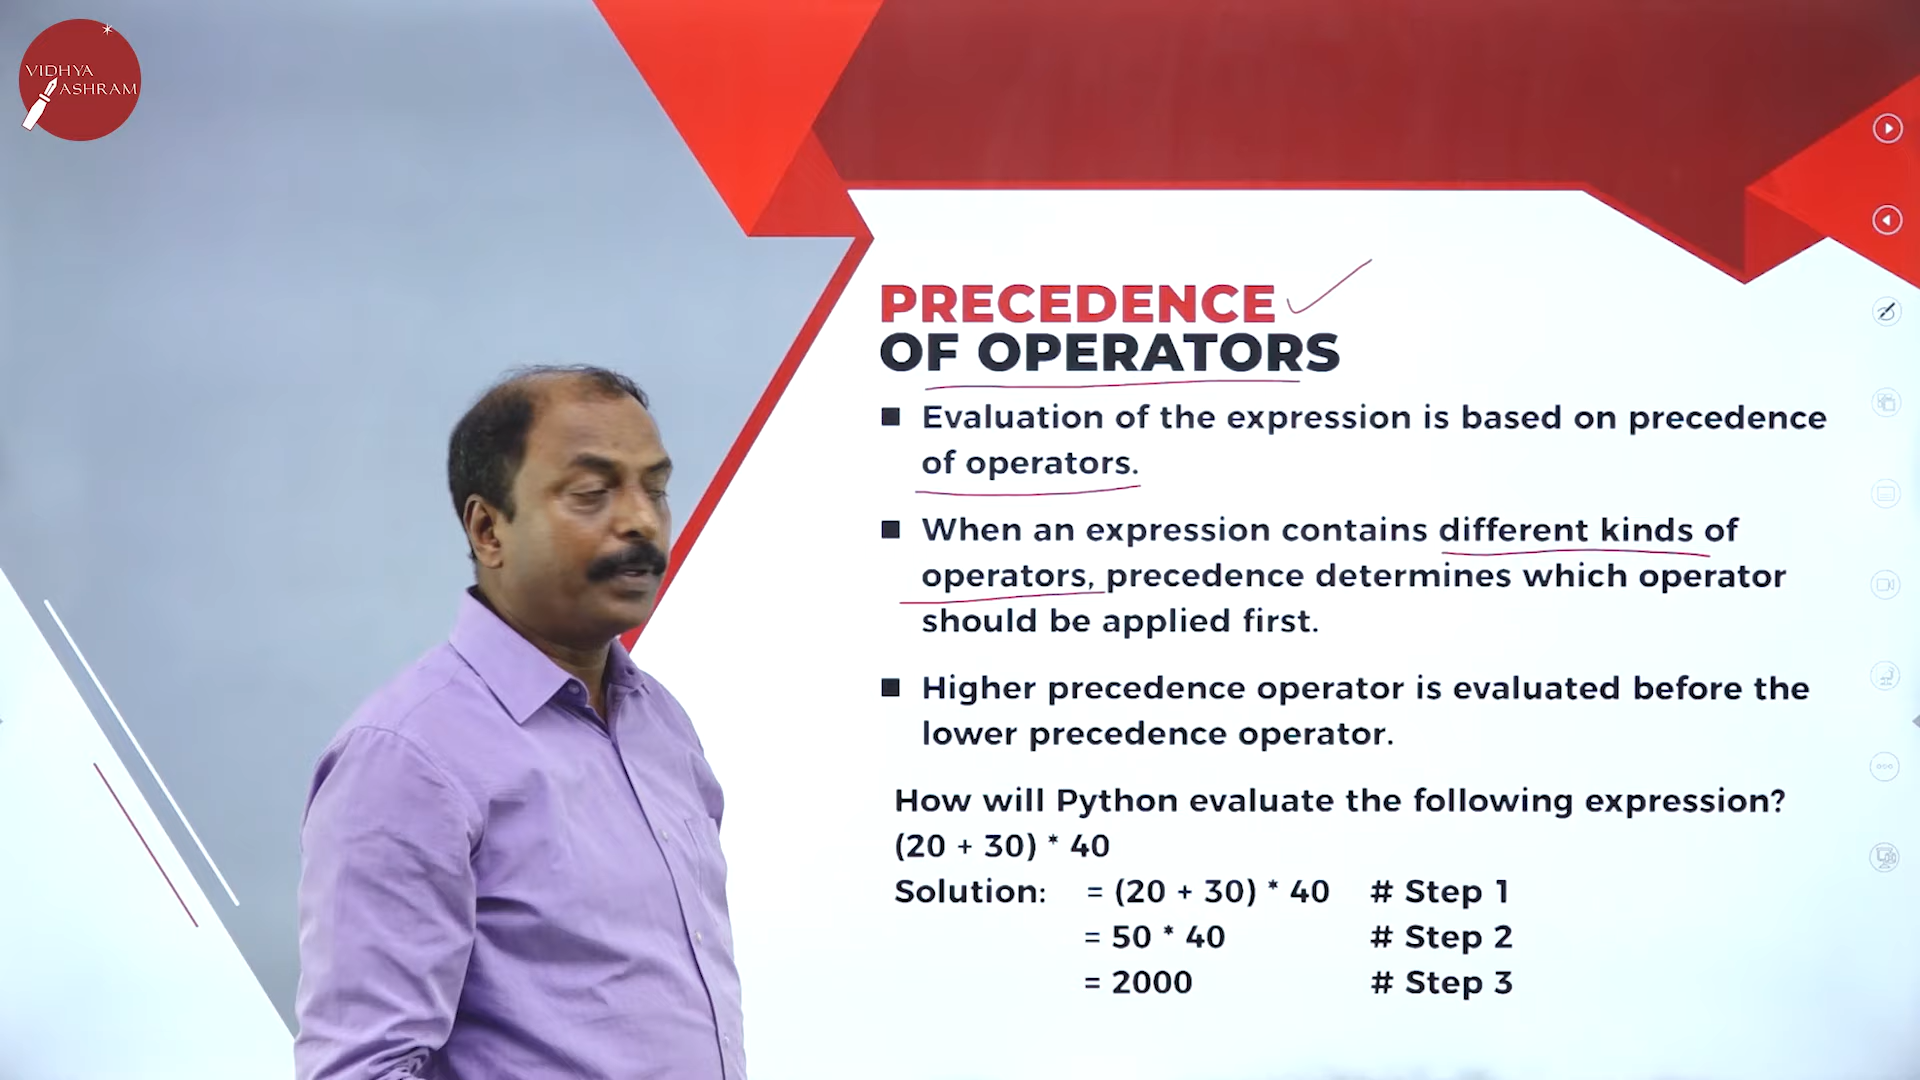 VIDHYA
ASHRAM
PRECEDENCE
OF OPERATORS
■ Evaluation of the expression is based on precedence
of operators.
■ When an expression contains different kinds of
operators, precedence determines which operator
should be applied first.
■ Higher precedence operator is evaluated before the
lower precedence operator.
How will Python evaluate the following expression?
(20 + 30) * 40
Solution: = (20 + 30) * 40 # Step 1
= 50 * 40 # Step 2
= 2000 # Step 3